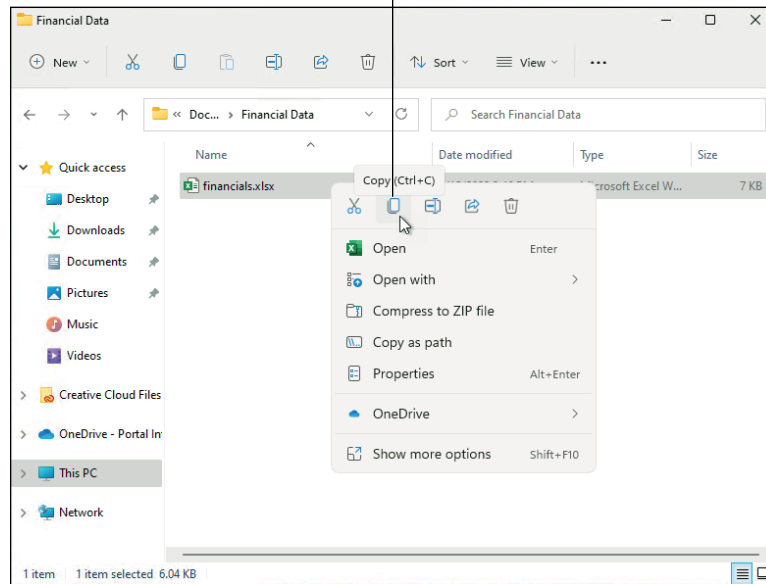 Financial Data
New
Sort
View
« Doc... > Financial Data
Search Financial Data
Name
Date modified
Type
Size
Quick access
financials.xlsx
Microsoft Excel W...
7 KB
Copy (Ctrl+C)
Desktop
Downloads
Documents
Pictures
Music
Videos
Creative Cloud Files
OneDrive - Portal In
This PC
Network
Open Enter
Open with
Compress to ZIP file
Copy as path
Properties Alt+Enter
OneDrive
Show more options Shift+F10
1 item 1 item selected 6.04 KB